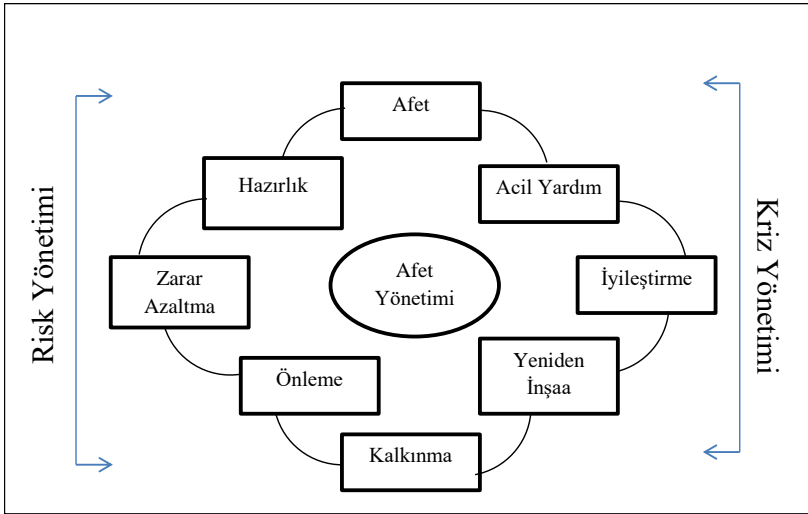 Afet
Hazırlık
Acil Yardım
Risk Yönetimi
Kriz Yönetimi
Zarar
Azaltma
Afet
Yönetimi
İyileştirme
Önleme
Yeniden
İnşaa
Kalkınma